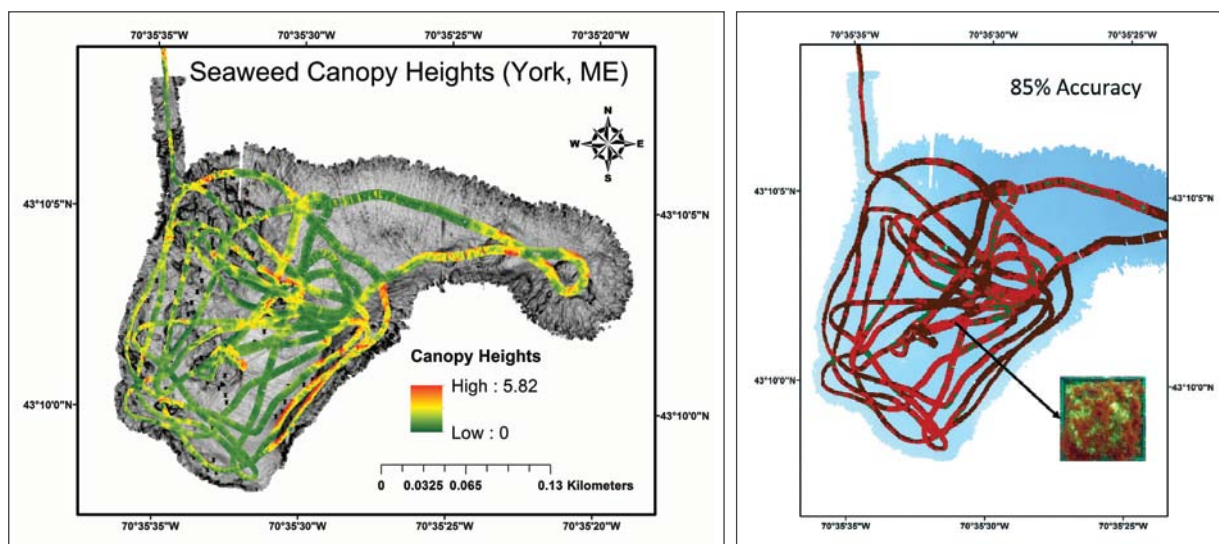 70°35'35"W 70°35'30"W 70°35'25"W 70°35'20"W
Seaweed Canopy Heights (York, ME)
N
W E
S
43°10'5"N 43°10'5"N
43°10'0"N 43°10'0"N
Canopy Heights
High : 5.82
Low : 0
0 0.0325 0.065 0.13 Kilometers
70°35'35"W 70°35'30"W 70°35'25"W 70°35'20"W
70°35'35"W 70°35'30"W 70°35'25"W
85% Accuracy
43°10'5"N 43°10'5"N
43°10'0"N 43°10'0"N
70°35'35"W 70°35'30"W 70°35'25"W